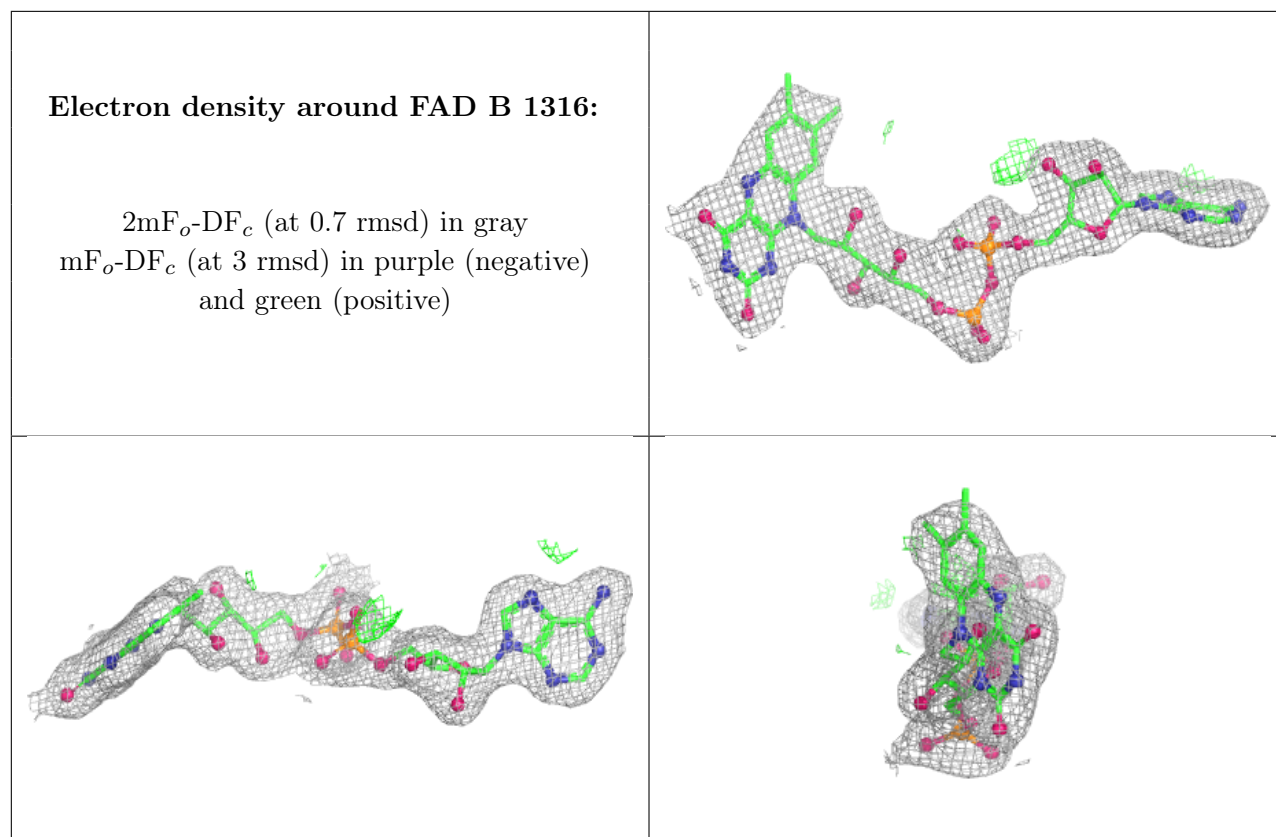 Electron density around FAD B 1316:
2mFo-DFc (at 0.7 rmsd) in gray
mFo-DFc (at 3 rmsd) in purple (negative)
and green (positive)